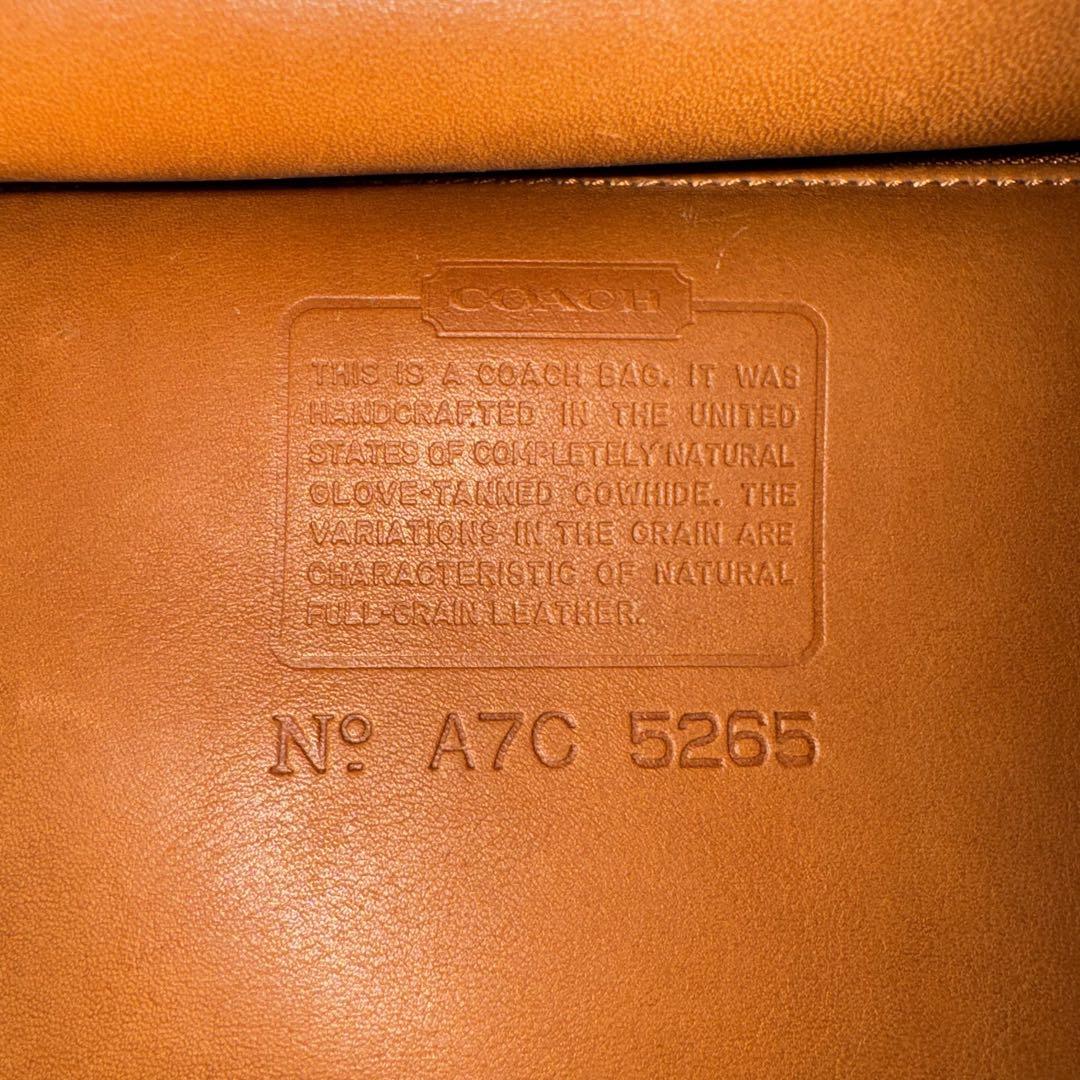 COACH
THIS IS A COACH BAG. IT WAS
HANDCRAFTED IN THE UNITED
STATES OF COMPLETELY NATURAL
GLOVE-TANNED COWHIDE. THE
VARIATIONS IN THE GRAIN ARE
CHARACTERISTIC OF NATURAL
FULL-GRAIN LEATHER.
Nº A7C 5265